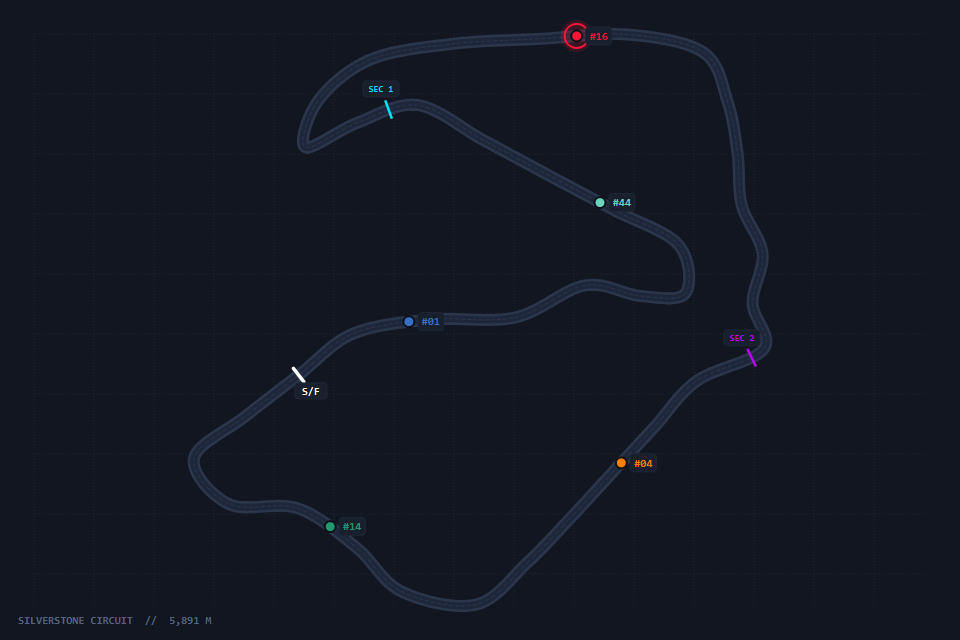 #16
SEC 1
#44
#01
SEC 2
S/F
#04
#14
SILVERSTONE CIRCUIT // 5,891 M